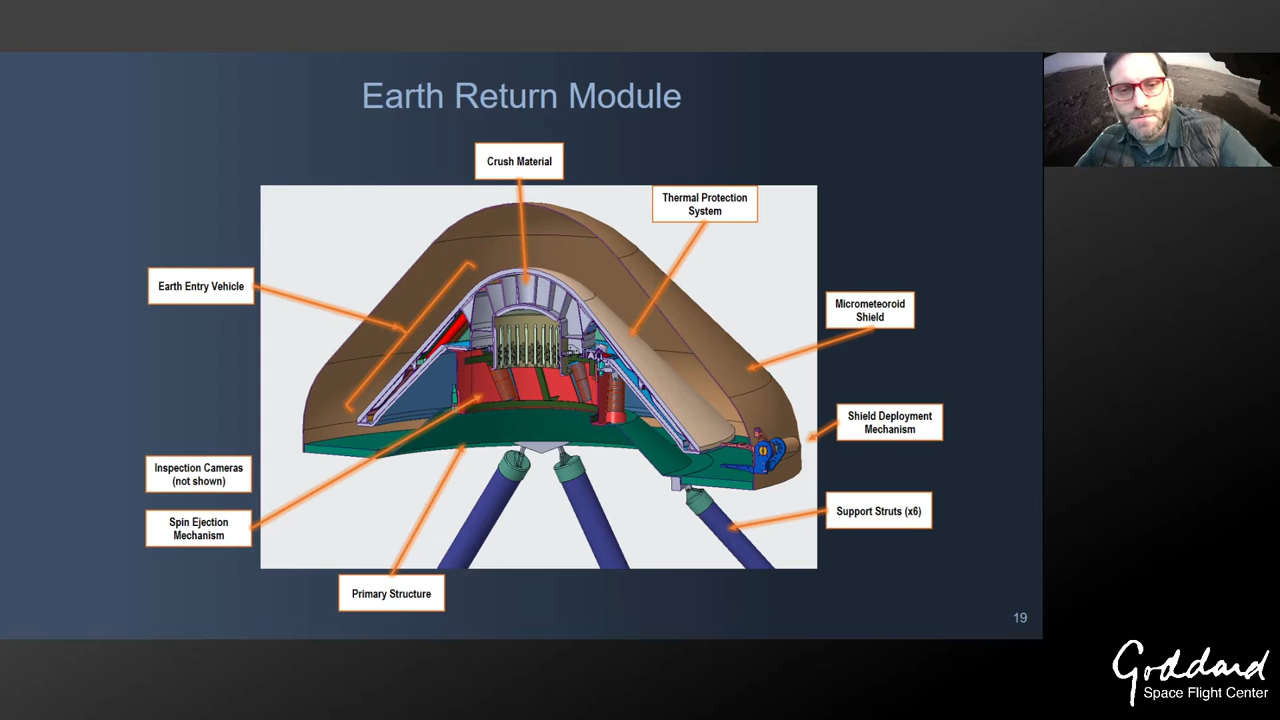 Earth Return Module
Crush Material
Thermal Protection
System
Earth Entry Vehicle
Micrometeoroid
Shield
Shield Deployment
Mechanism
Inspection Cameras
(not shown)
Spin Ejection
Mechanism
Support Struts (x6)
Primary Structure
19
Goddard
Space Flight Center